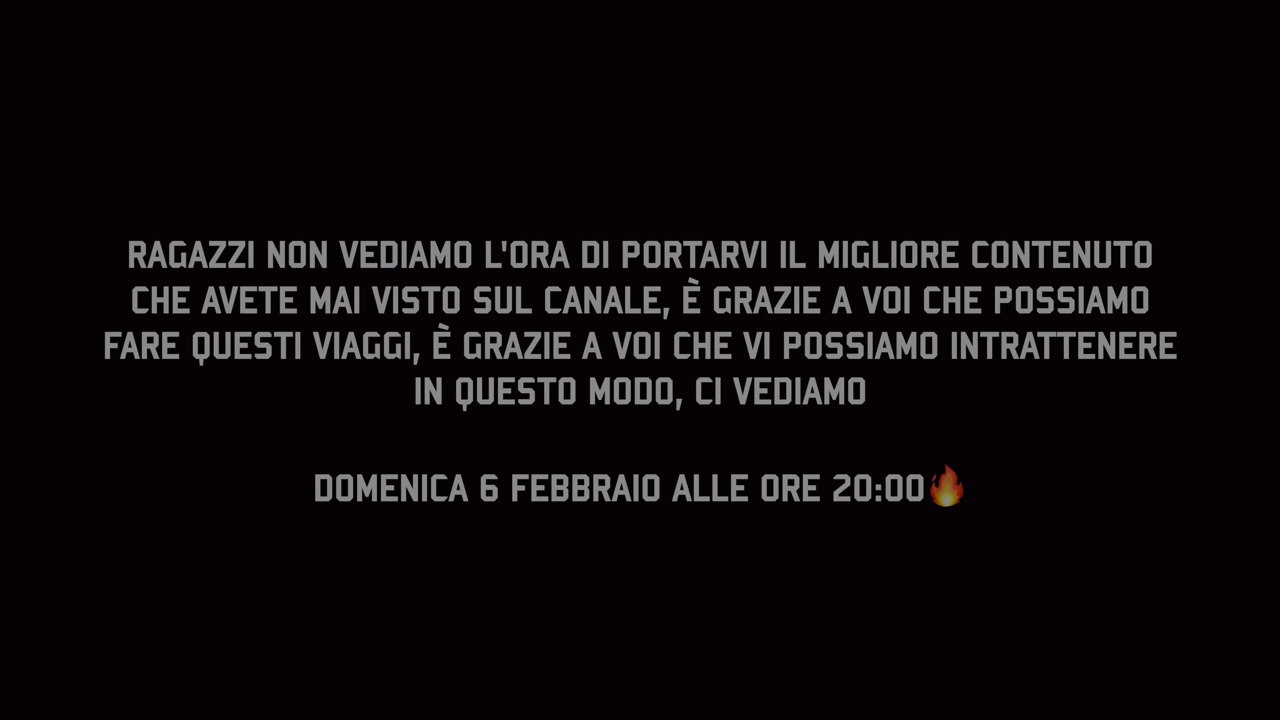 RAGAZZI NON VEDIAMO L'ORA DI PORTARVI IL MIGLIORE CONTENUTO
CHE AVETE MAI VISTO SUL CANALE, È GRAZIE A VOI CHE POSSIAMO
FARE QUESTI VIAGGI, È GRAZIE A VOI CHE VI POSSIAMO INTRATTENERE
IN QUESTO MODO, CI VEDIAMO
DOMENICA 6 FEBBRAIO ALLE ORE 20:00🔥